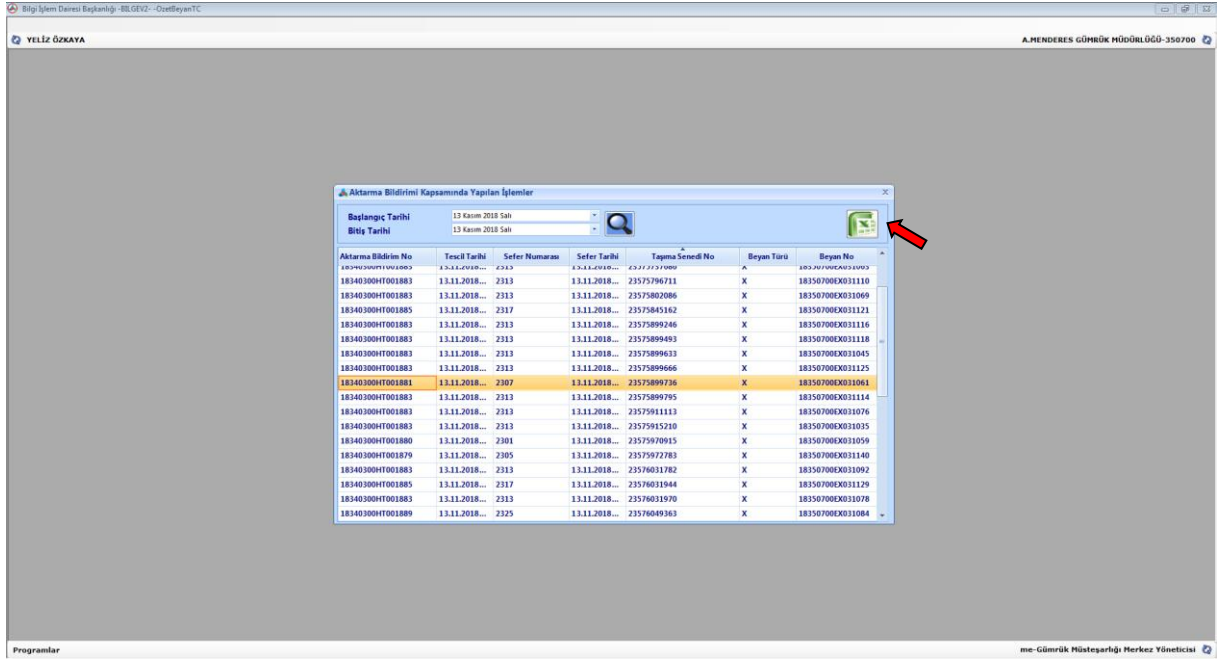 Bilgi İşlem Dairesi Başkanlığı -BILGEV2- -OzetBeyanTC
YELİZ ÖZKAYA A.MENDERES GÜMRÜK MÜDÜRLÜĞÜ-350700
Aktarma Bildirimi Kapsamında Yapılan İşlemler
Başlangıç Tarihi 13 Kasım 2018 Salı
Bitiş Tarihi 13 Kasım 2018 Salı
Aktarma Bildirim No Tescil Tarihi Sefer Numarası Sefer Tarihi Taşıma Senedi No Beyan Türü Beyan No
18340300HT001883 13.11.2018... 2313 13.11.2018... 23575796711 X 18350700EX031110
18340300HT001883 13.11.2018... 2313 13.11.2018... 23575802086 X 18350700EX031069
18340300HT001885 13.11.2018... 2317 13.11.2018... 23575845162 X 18350700EX031121
18340300HT001883 13.11.2018... 2313 13.11.2018... 23575899246 X 18350700EX031116
18340300HT001883 13.11.2018... 2313 13.11.2018... 23575899493 X 18350700EX031118
18340300HT001883 13.11.2018... 2313 13.11.2018... 23575899633 X 18350700EX031045
18340300HT001883 13.11.2018... 2313 13.11.2018... 23575899666 X 18350700EX031125
18340300HT001881 13.11.2018... 2307 13.11.2018... 23575899736 X 18350700EX031061
18340300HT001883 13.11.2018... 2313 13.11.2018... 23575899795 X 18350700EX031114
18340300HT001883 13.11.2018... 2313 13.11.2018... 23575911113 X 18350700EX031076
18340300HT001883 13.11.2018... 2313 13.11.2018... 23575915210 X 18350700EX031035
18340300HT001880 13.11.2018... 2301 13.11.2018... 23575970915 X 18350700EX031059
18340300HT001879 13.11.2018... 2305 13.11.2018... 23575972783 X 18350700EX031140
18340300HT001883 13.11.2018... 2313 13.11.2018... 23576031782 X 18350700EX031092
18340300HT001885 13.11.2018... 2317 13.11.2018... 23576031944 X 18350700EX031129
18340300HT001883 13.11.2018... 2313 13.11.2018... 23576031970 X 18350700EX031078
18340300HT001889 13.11.2018... 2325 13.11.2018... 23576049363 X 18350700EX031084
Programlar me-Gümrük Müsteşarlığı Merkez Yöneticisi